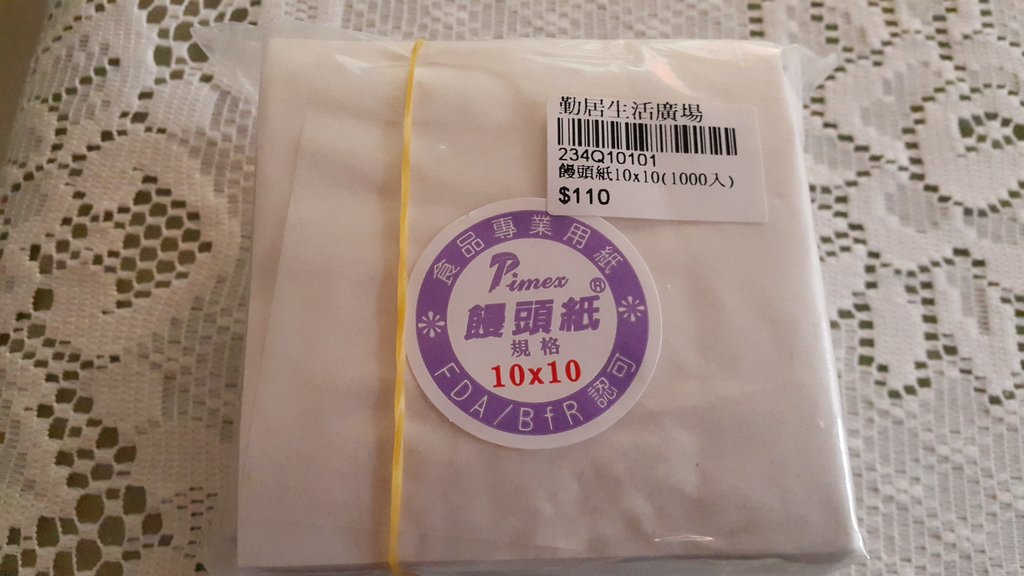 勤居生活廣場
234Q10101
饅頭紙10x10(1000入)
$110
食品專業用紙
Pimex®
饅頭紙
規格
10x10
FDA/BfR認可